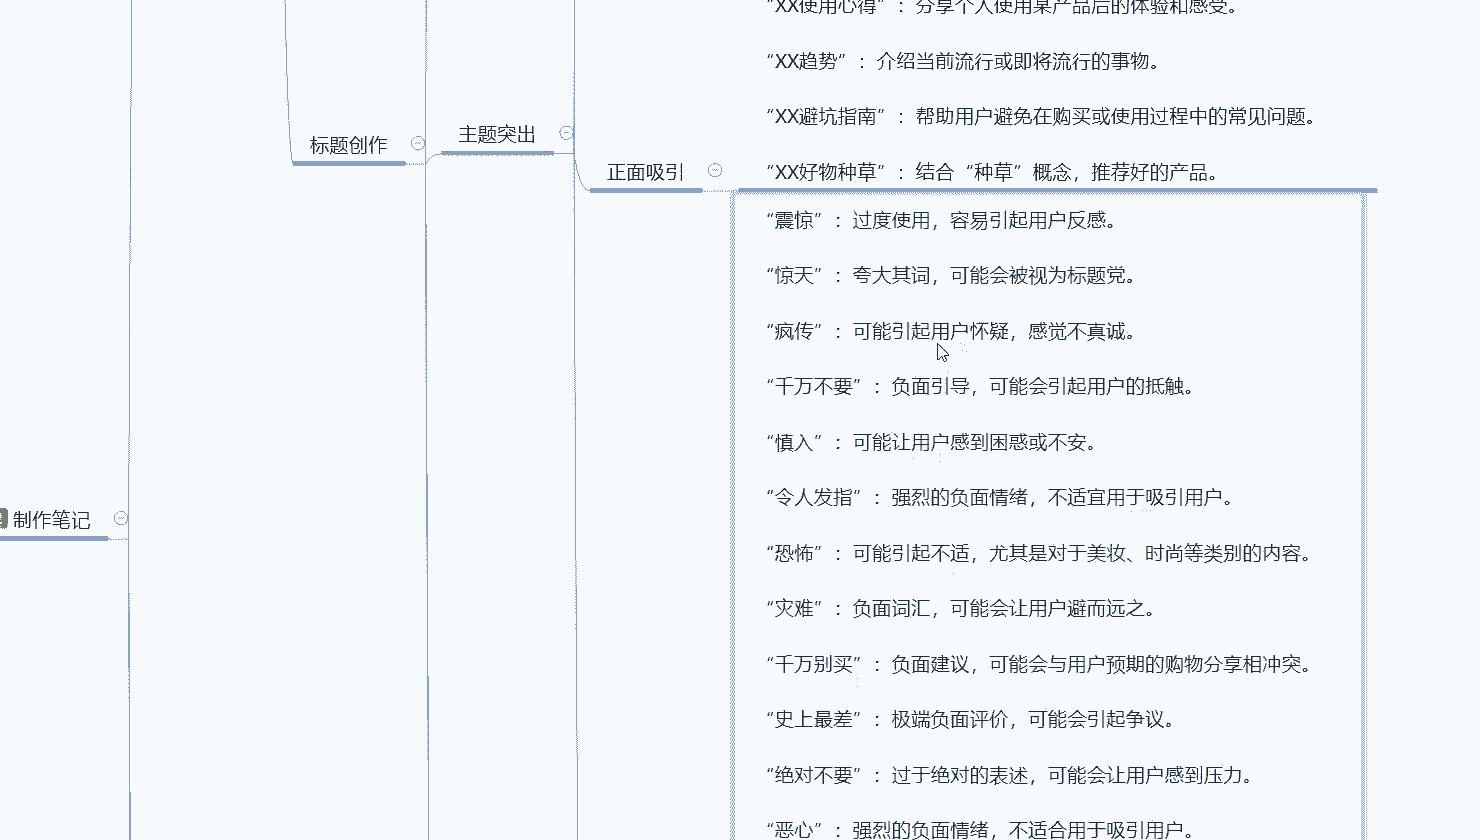 “XX使用心得”：分享个人使用某产品后的体验和感受。
“XX趋势”：介绍当前流行或即将流行的事物。
“XX避坑指南”：帮助用户避免在购买或使用过程中的常见问题。
标题创作
主题突出
正面吸引
“XX好物种草”：结合“种草”概念，推荐好的产品。
“震惊”：过度使用，容易引起用户反感。
“惊天”：夸大其词，可能会被视为标题党。
“疯传”：可能引起用户怀疑，感觉不真诚。
“千万不要”：负面引导，可能会引起用户的抵触。
“慎入”：可能让用户感到困惑或不安。
“令人发指”：强烈的负面情绪，不适宜用于吸引用户。
制作笔记
“恐怖”：可能引起不适，尤其是对于美妆、时尚等类别的内容。
“灾难”：负面词汇，可能会让用户避而远之。
“千万别买”：负面建议，可能会与用户预期的购物分享相冲突。
“史上最差”：极端负面评价，可能会引起争议。
“绝对不要”：过于绝对的表述，可能会让用户感到压力。
“恶心”：强烈的负面情绪，不适合用于吸引用户。